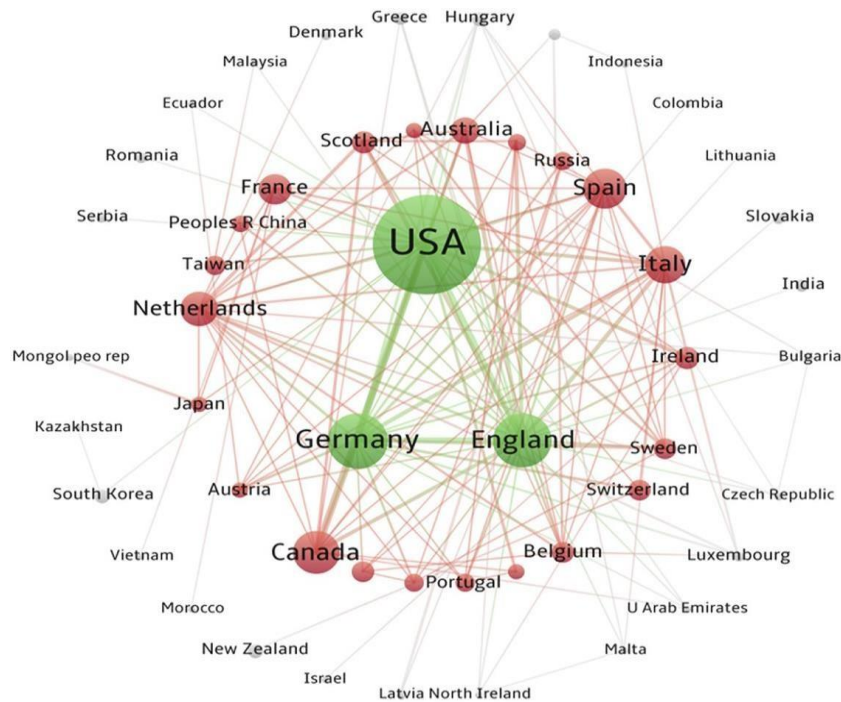 Greece
Hungary
Denmark
Malaysia
Indonesia
Ecuador
Colombia
Scotland
Australia
Romania
Russia
Lithuania
France
Spain
Serbia
Peoples R China
Slovakia
USA
Taiwan
Italy
India
Netherlands
Mongol peo rep
Ireland
Bulgaria
Japan
Kazakhstan
Germany
England
Sweden
South Korea
Austria
Switzerland
Czech Republic
Vietnam
Canada
Belgium
Luxembourg
Portugal
Morocco
U Arab Emirates
New Zealand
Malta
Israel
Latvia
North Ireland